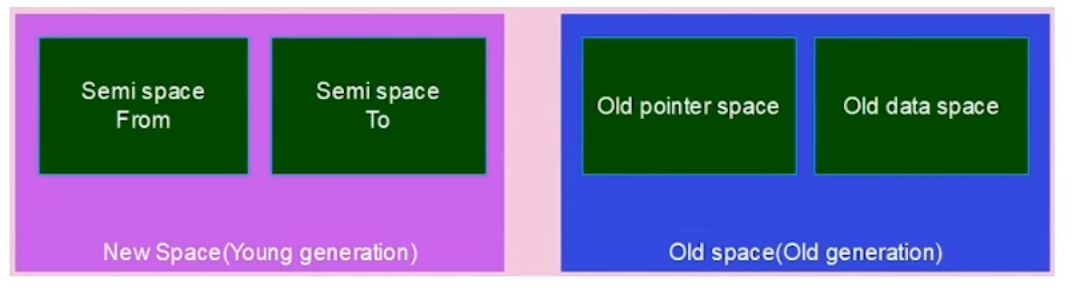 Semi space
From
Semi space
To
Old pointer space
Old data space
New Space(Young generation)
Old space(Old generation)